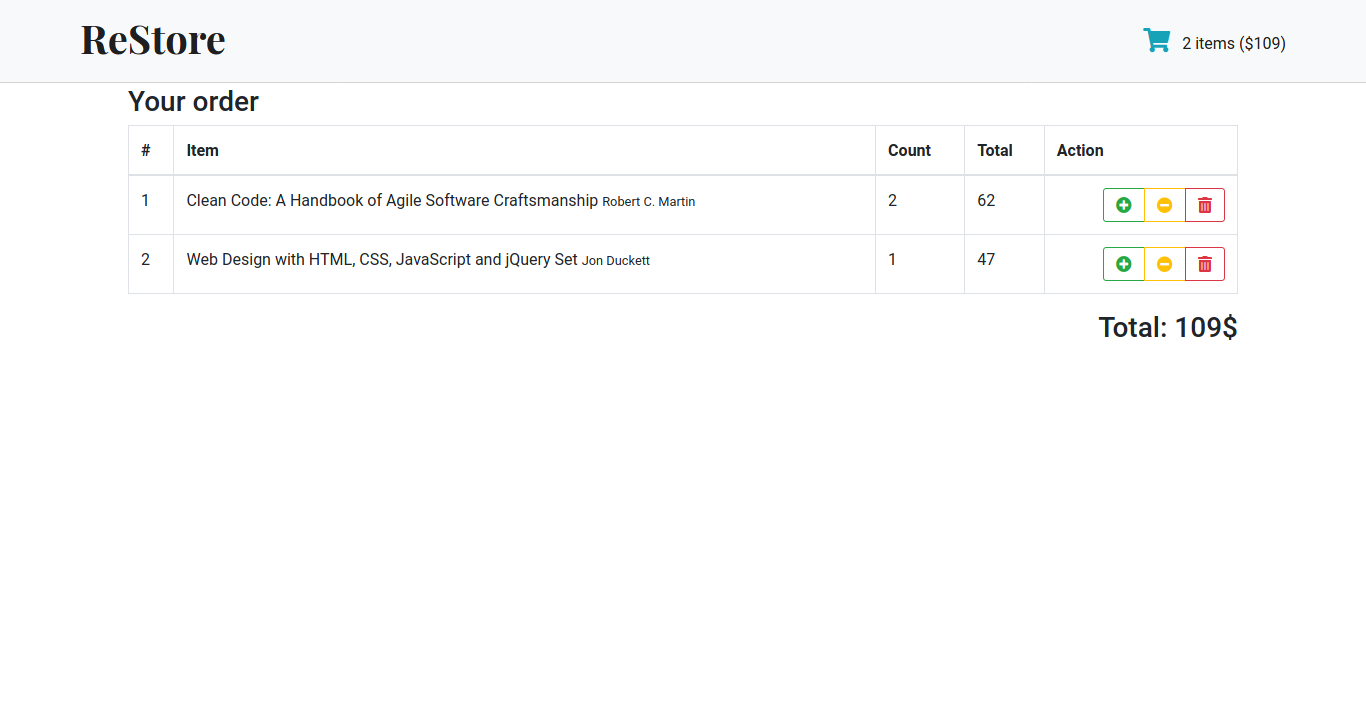 ReStore
2 items ($109)
Your order
# Item Count Total Action
1 Clean Code: A Handbook of Agile Software Craftsmanship Robert C. Martin 2 62
2 Web Design with HTML, CSS, JavaScript and jQuery Set Jon Duckett 1 47
Total: 109$